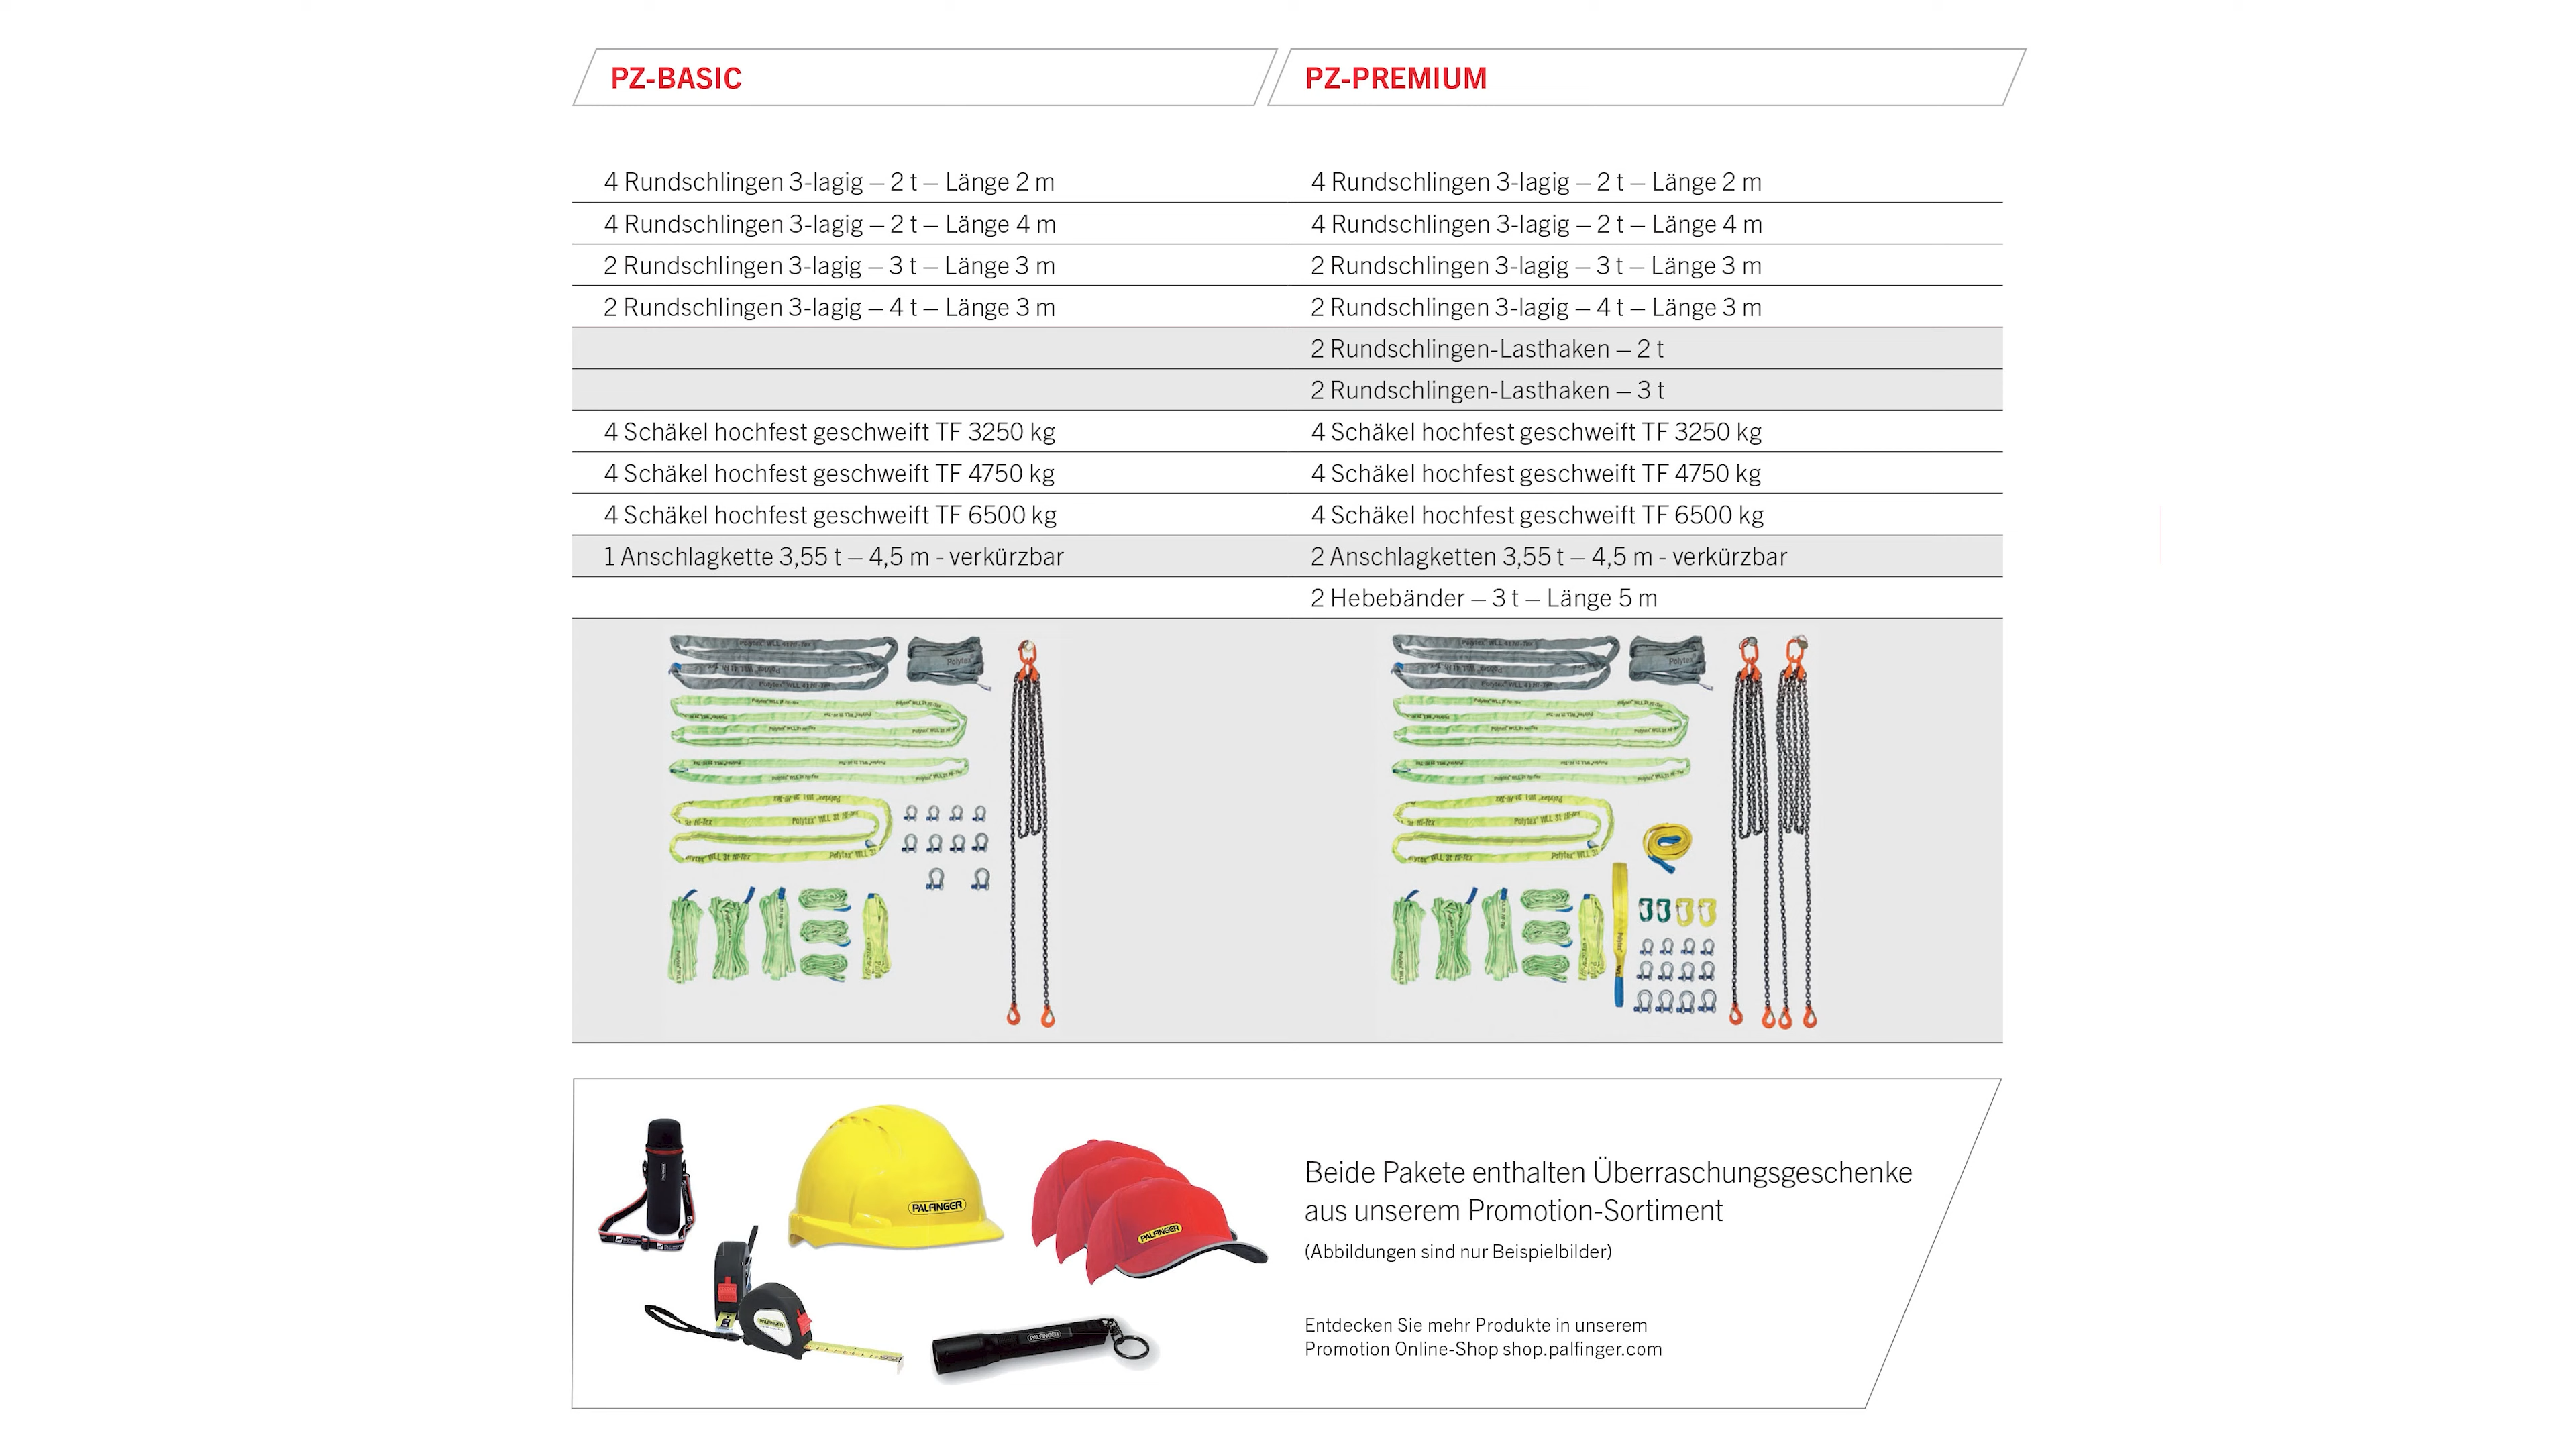 PZ-BASIC
PZ-PREMIUM
4 Rundschlingen 3-lagig – 2 t – Länge 2 m
4 Rundschlingen 3-lagig – 2 t – Länge 2 m
4 Rundschlingen 3-lagig – 2 t – Länge 4 m
4 Rundschlingen 3-lagig – 2 t – Länge 4 m
2 Rundschlingen 3-lagig – 3 t – Länge 3 m
2 Rundschlingen 3-lagig – 3 t – Länge 3 m
2 Rundschlingen 3-lagig – 4 t – Länge 3 m
2 Rundschlingen 3-lagig – 4 t – Länge 3 m
2 Rundschlingen-Lasthaken – 2 t
2 Rundschlingen-Lasthaken – 3 t
4 Schäkel hochfest geschweift TF 3250 kg
4 Schäkel hochfest geschweift TF 3250 kg
4 Schäkel hochfest geschweift TF 4750 kg
4 Schäkel hochfest geschweift TF 4750 kg
4 Schäkel hochfest geschweift TF 6500 kg
4 Schäkel hochfest geschweift TF 6500 kg
1 Anschlagkette 3,55 t – 4,5 m - verkürzbar
2 Anschlagketten 3,55 t – 4,5 m - verkürzbar
2 Hebebänder – 3 t – Länge 5 m
PALFINGER
PALFINGER
PALFINGER
PALFINGER
Beide Pakete enthalten Überraschungsgeschenke
aus unserem Promotion-Sortiment
(Abbildungen sind nur Beispielbilder)
Entdecken Sie mehr Produkte in unserem
Promotion Online-Shop shop.palfinger.com